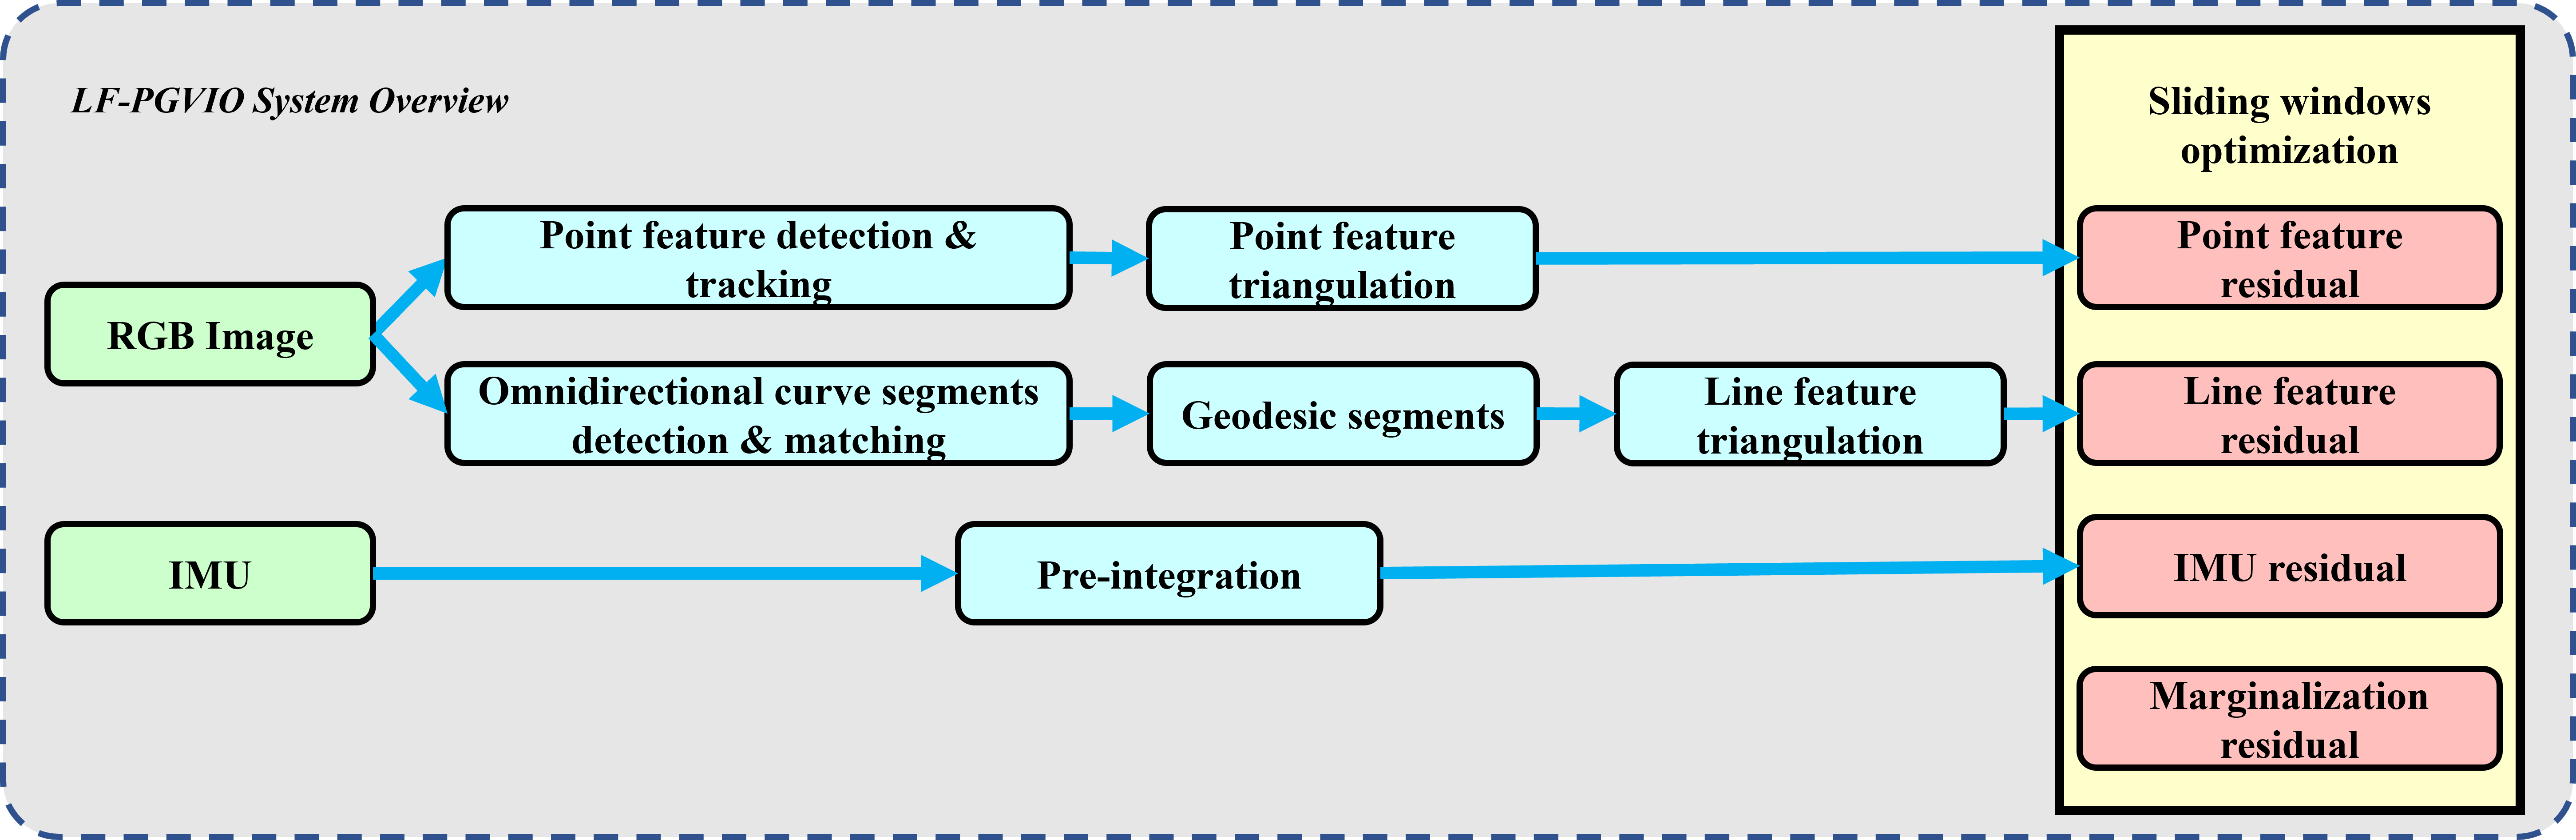 LF-PGVIO System Overview
Sliding windows
optimization
Point feature detection &
tracking
Point feature
triangulation
Point feature
residual
RGB Image
Omnidirectional curve segments
detection & matching
Geodesic segments
Line feature
triangulation
Line feature
residual
IMU
Pre-integration
IMU residual
Marginalization
residual